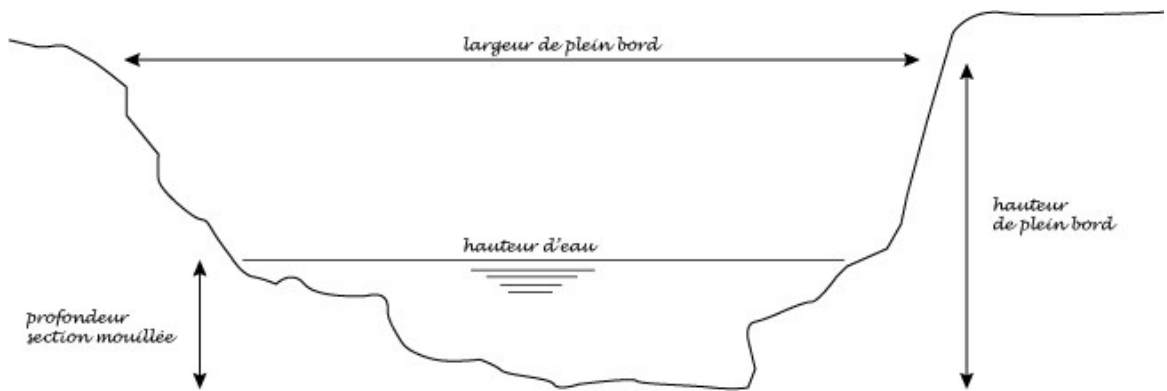 largeur de plein bord
hauteur
de plein bord
hauteur d'eau
profondeur
section mouillée